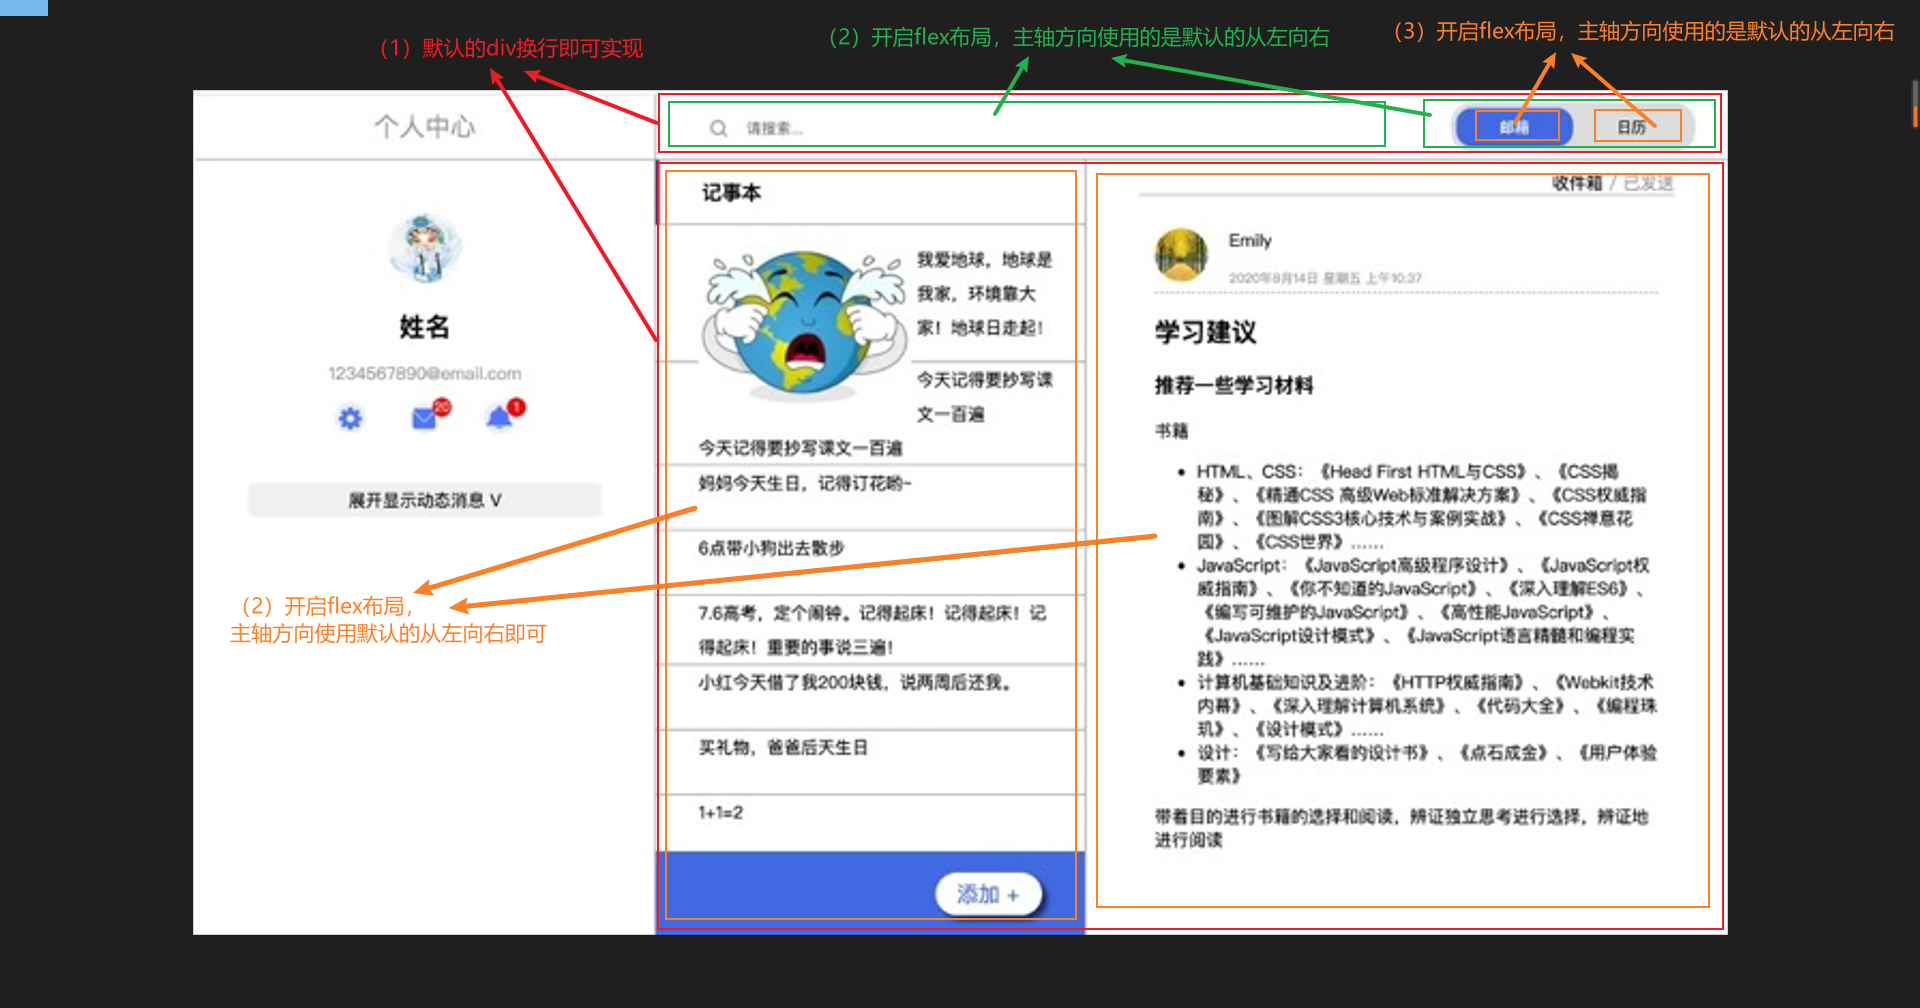 （1）默认的div换行即可实现
（2）开启flex布局，主轴方向使用的是默认的从左向右
（3）开启flex布局，主轴方向使用的是默认的从左向右
个人中心
请搜索...
邮箱
日历
姓名
1234567890@email.com
20
1
展开显示动态消息 V
（2）开启flex布局，
主轴方向使用默认的从左向右即可
记事本
我爱地球，地球是
我家，环境靠大
家！地球日走起！
今天记得要抄写课
文一百遍
今天记得要抄写课文一百遍
妈妈今天生日，记得订花哟~
6点带小狗出去散步
7.6高考，定个闹钟。记得起床！记得起床！记
得起床！重要的事说三遍！
小红今天借了我200块钱，说两周后还我。
买礼物，爸爸后天生日
1+1=2
添加 +
收件箱 / 已发送
Emily
2020年8月14日 星期五 上午10:37
学习建议
推荐一些学习材料
书籍
• HTML、CSS：《Head First HTML与CSS》、《CSS揭
秘》、《精通CSS 高级Web标准解决方案》、《CSS权威指
南》、《图解CSS3核心技术与案例实战》、《CSS禅意花
园》、《CSS世界》……
• JavaScript：《JavaScript高级程序设计》、《JavaScript权
威指南》、《你不知道的JavaScript》、《深入理解ES6》、
《编写可维护的JavaScript》、《高性能JavaScript》、
《JavaScript设计模式》、《JavaScript语言精髓和编程实
践》……
• 计算机基础知识及进阶：《HTTP权威指南》、《Webkit技术
内幕》、《深入理解计算机系统》、《代码大全》、《编程珠
玑》、《设计模式》……
• 设计：《写给大家看的设计书》、《点石成金》、《用户体验
要素》
带着目的进行书籍的选择和阅读，辨证独立思考进行选择，辨证地
进行阅读